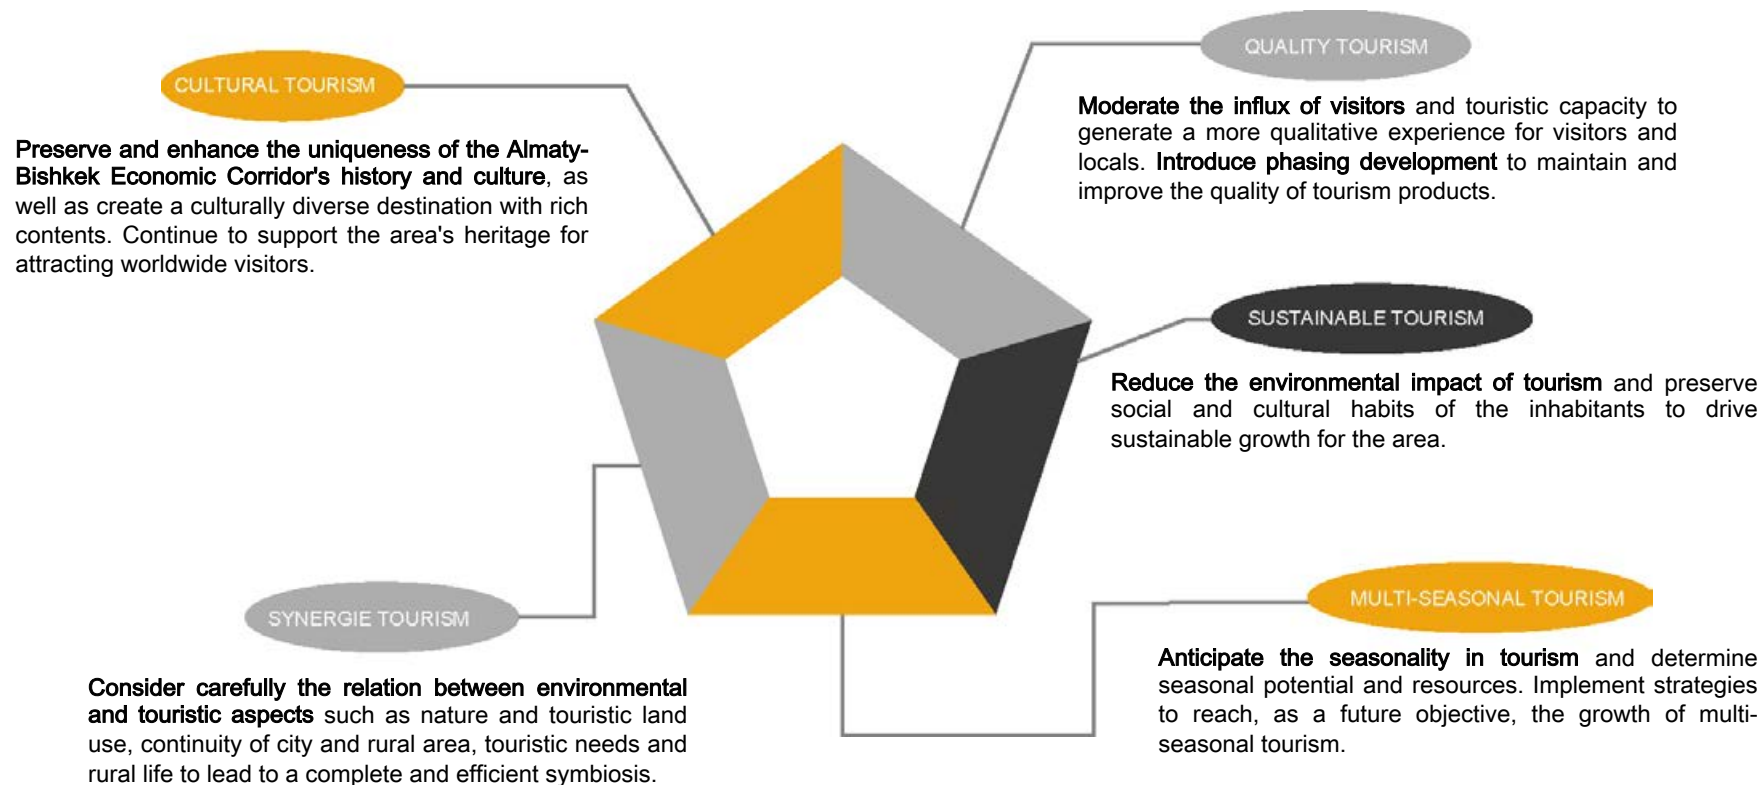 CULTURAL TOURISM
Preserve and enhance the uniqueness of the Almaty-
Bishkek Economic Corridor's history and culture, as
well as create a culturally diverse destination with rich
contents. Continue to support the area's heritage for
attracting worldwide visitors.
QUALITY TOURISM
Moderate the influx of visitors and touristic capacity to
generate a more qualitative experience for visitors and
locals. Introduce phasing development to maintain and
improve the quality of tourism products.
SUSTAINABLE TOURISM
Reduce the environmental impact of tourism and preserve
social and cultural habits of the inhabitants to drive
sustainable growth for the area.
SYNERGIE TOURISM
Consider carefully the relation between environmental
and touristic aspects such as nature and touristic land
use, continuity of city and rural area, touristic needs and
rural life to lead to a complete and efficient symbiosis.
MULTI-SEASONAL TOURISM
Anticipate the seasonality in tourism and determine
seasonal potential and resources. Implement strategies
to reach, as a future objective, the growth of multi-
seasonal tourism.